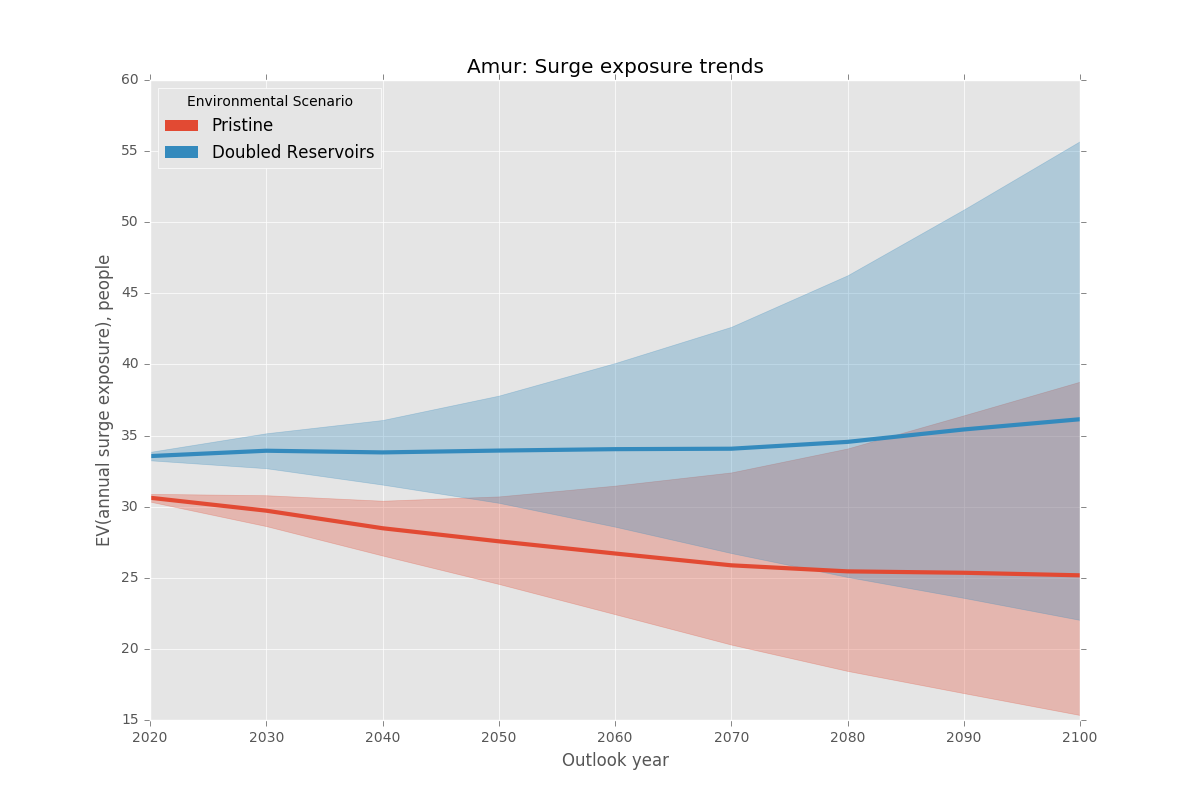 Amur: Surge exposure trends
Environmental Scenario
Pristine
Doubled Reservoirs
EV(annual surge exposure), people
60
55
50
45
40
35
30
25
20
15
2020 2030 2040 2050 2060 2070 2080 2090 2100
Outlook year